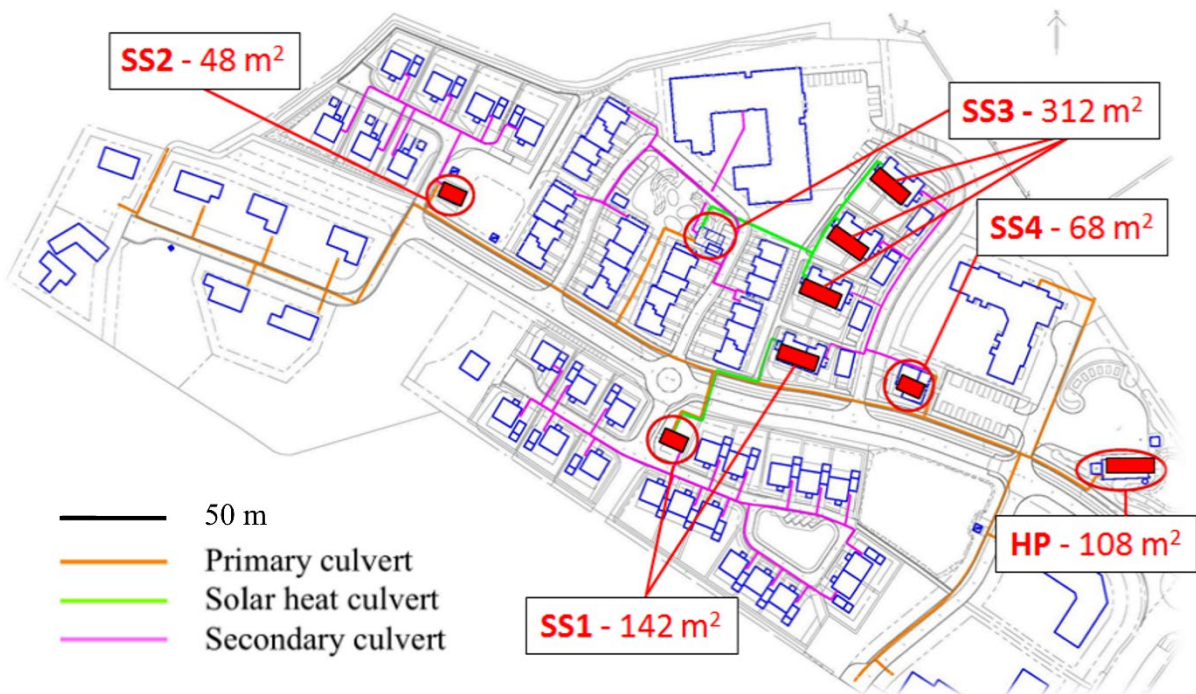 SS2 - 48 m²
SS3 - 312 m²
SS4 - 68 m²
HP - 108 m²
SS1 - 142 m²
50 m
Primary culvert
Solar heat culvert
Secondary culvert